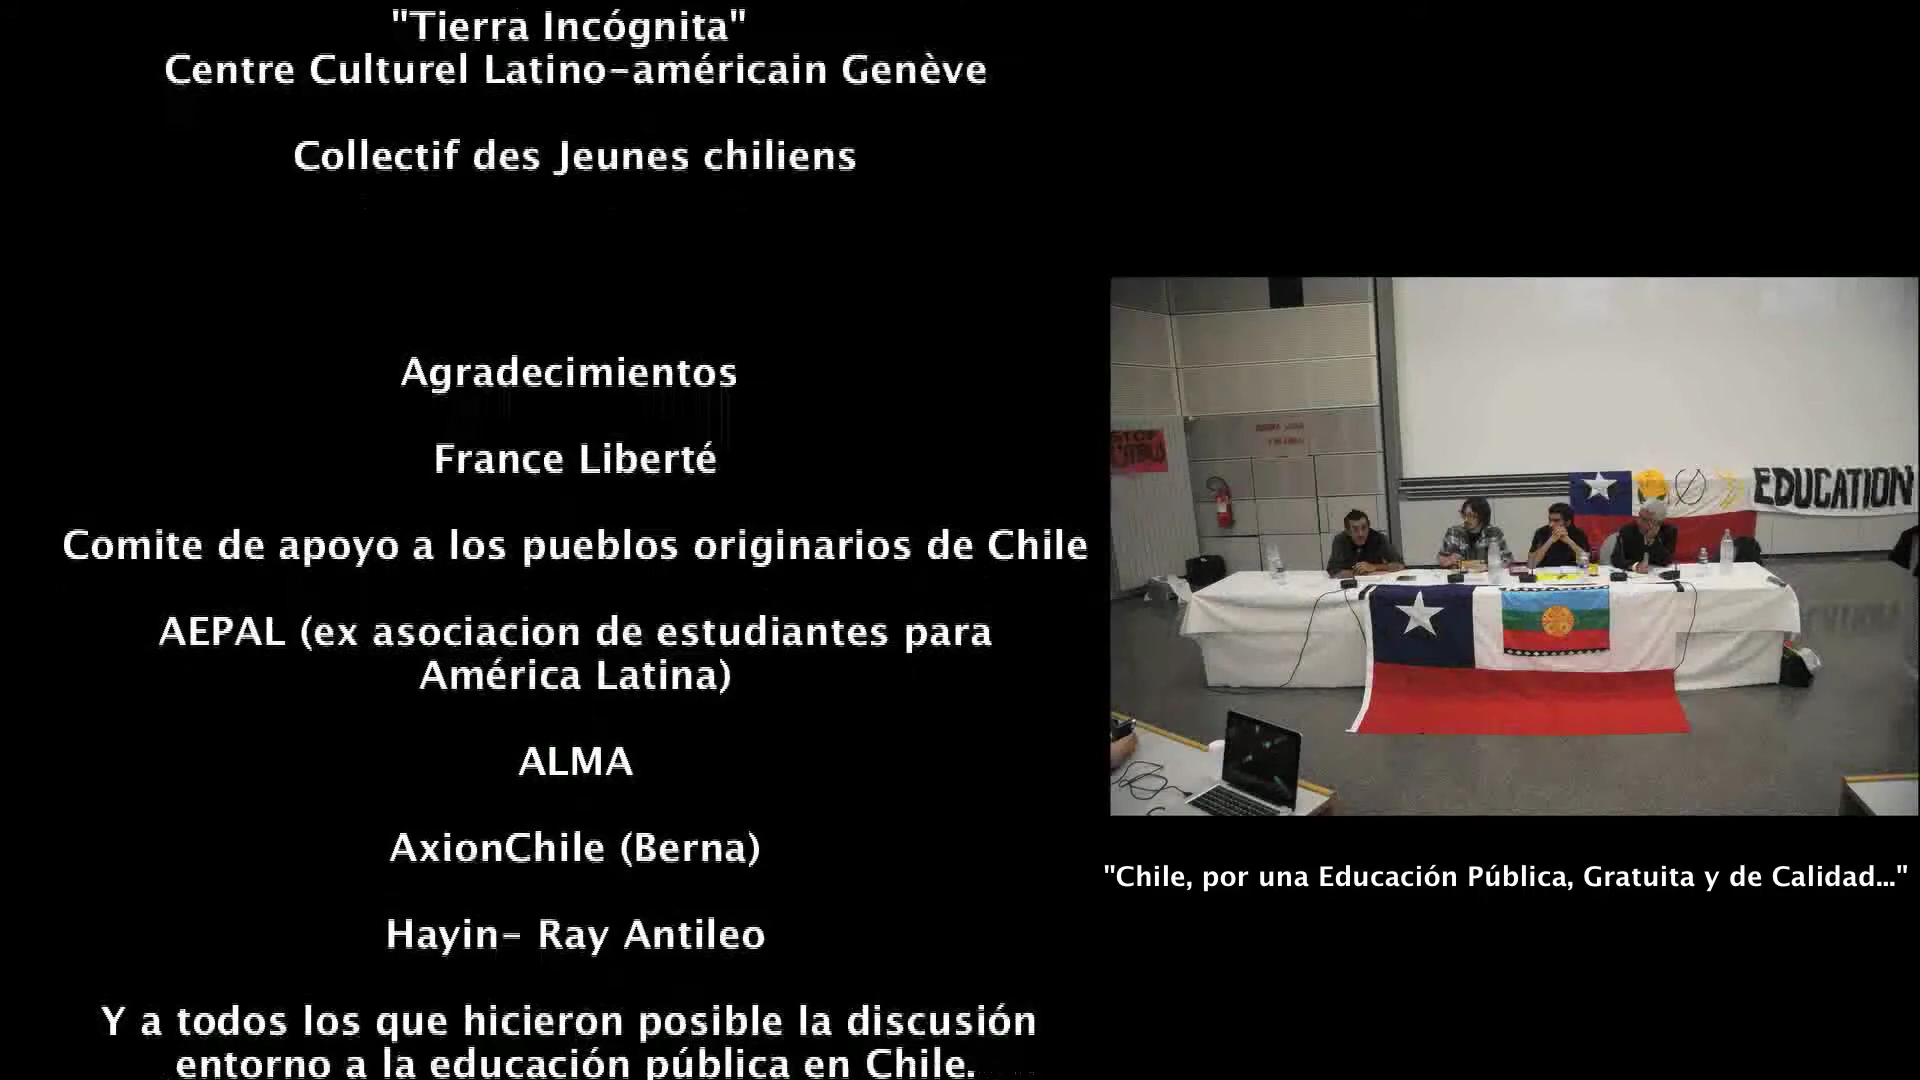 "Tierra Incógnita"
Centre Culturel Latino-américain Genève
Collectif des Jeunes chiliens
Agradecimientos
France Liberté
Comite de apoyo a los pueblos originarios de Chile
AEPAL (ex asociacion de estudiantes para
América Latina)
ALMA
AxionChile (Berna)
Hayin- Ray Antileo
Y a todos los que hicieron posible la discusión
entorno a la educación pública en Chile.
EDUCATION
"Chile, por una Educación Pública, Gratuita y de Calidad..."